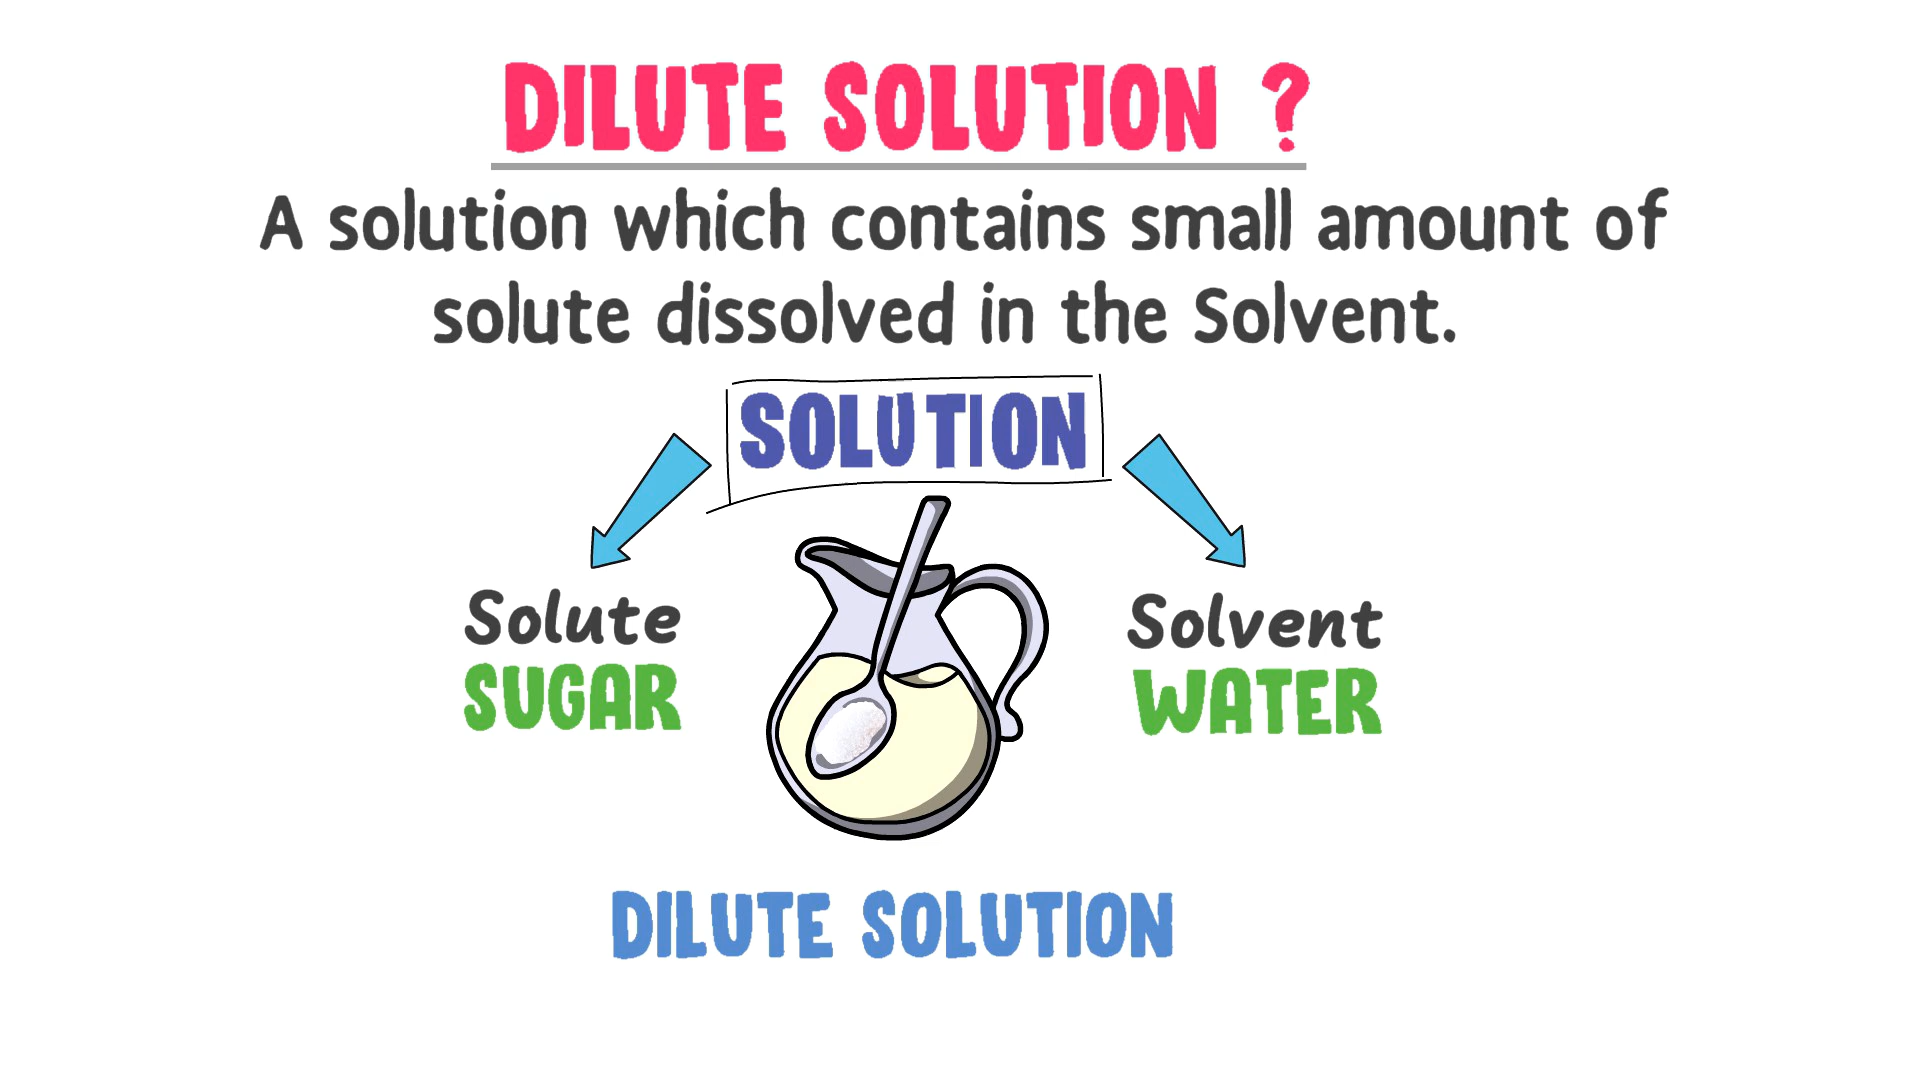 DILUTE SOLUTION ?
A solution which contains small amount of
solute dissolved in the Solvent.
SOLUTION
Solute
SUGAR
Solvent
WATER
DILUTE SOLUTION